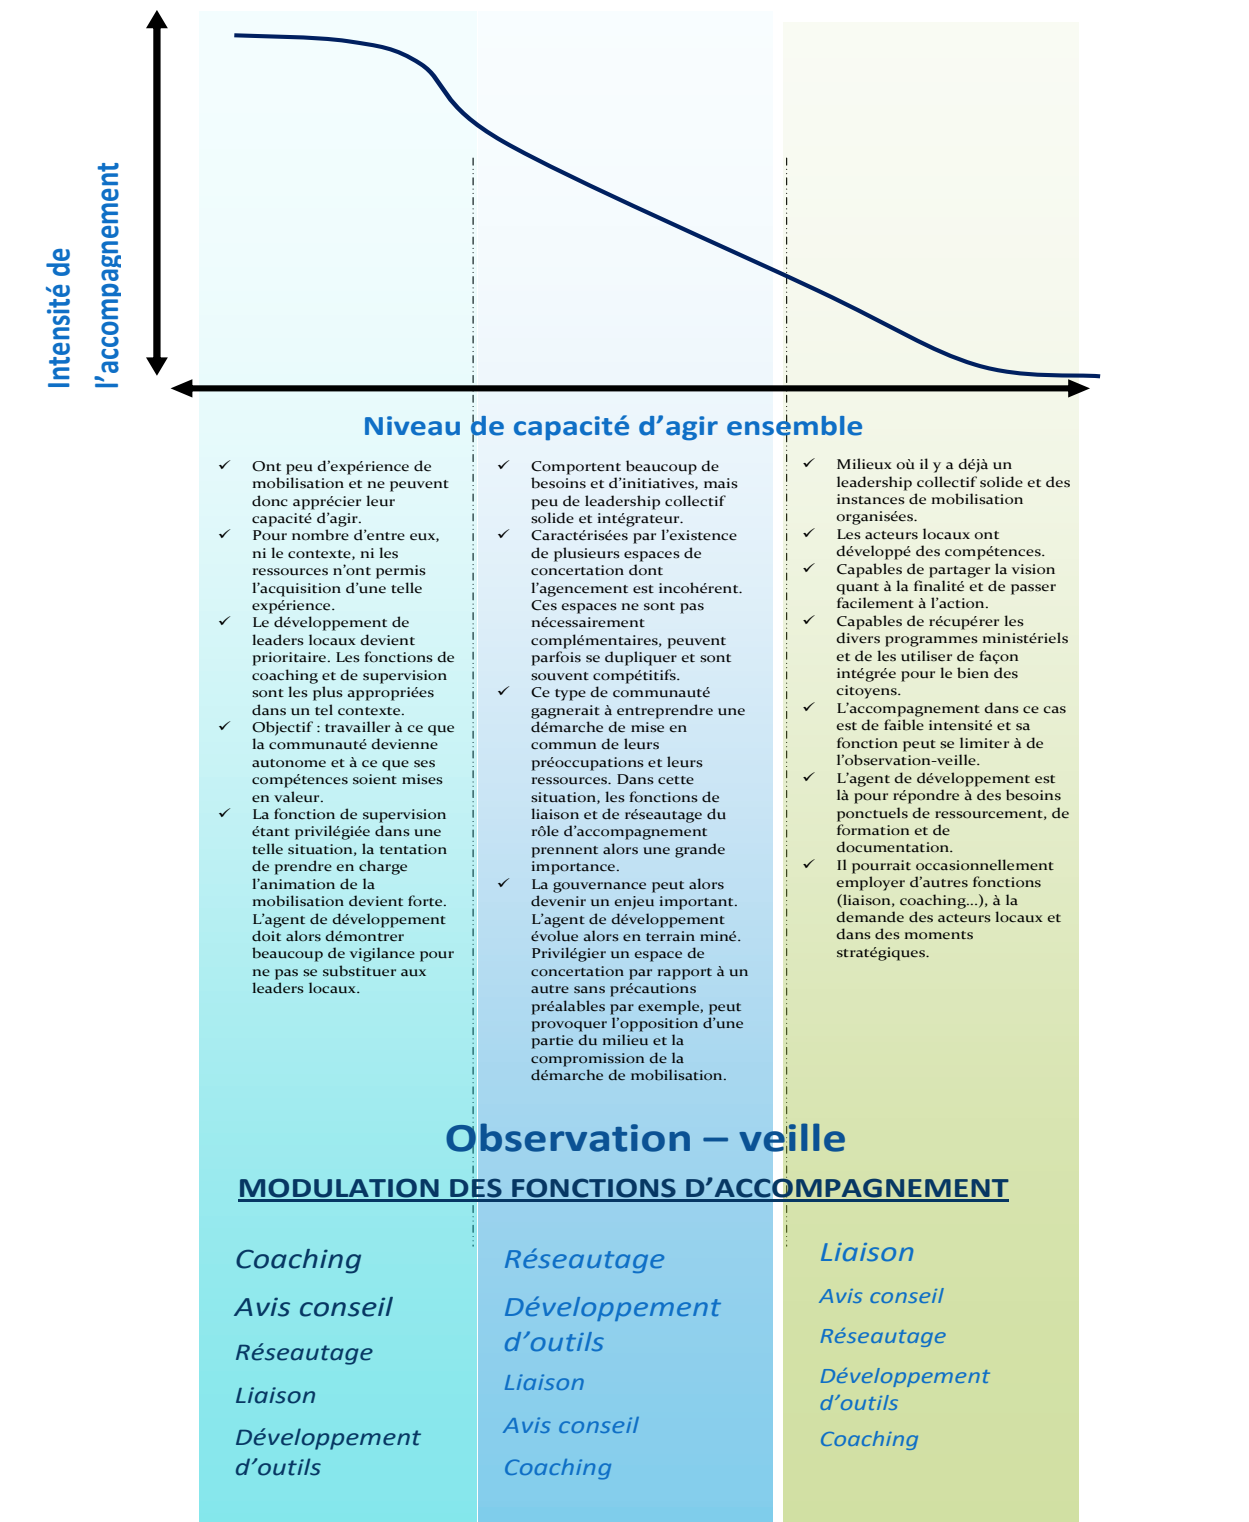 Intensité de
l'accompagnement
Niveau de capacité d'agir ensemble
✓ Ont peu d'expérience de
mobilisation et ne peuvent
donc apprécier leur
capacité d'agir.
✓ Pour nombre d'entre eux,
ni le contexte, ni les
ressources n'ont permis
l'acquisition d'une telle
expérience.
✓ Le développement de
leaders locaux devient
prioritaire. Les fonctions de
coaching et de supervision
sont les plus appropriées
dans un tel contexte.
✓ Objectif : travailler à ce que
la communauté devienne
autonome et à ce que ses
compétences soient mises
en valeur.
✓ La fonction de supervision
étant privilégiée dans une
telle situation, la tentation
de prendre en charge
l'animation de la
mobilisation devient forte.
L'agent de développement
doit alors démontrer
beaucoup de vigilance pour
ne pas se substituer aux
leaders locaux.
✓ Comportent beaucoup de
besoins et d'initiatives, mais
peu de leadership collectif
solide et intégrateur.
✓ Caractérisées par l'existence
de plusieurs espaces de
concertation dont
l'agencement est incohérent.
Ces espaces ne sont pas
nécessairement
complémentaires, peuvent
parfois se dupliquer et sont
souvent compétitifs.
✓ Ce type de communauté
gagnerait à entreprendre une
démarche de mise en
commun de leurs
préoccupations et leurs
ressources. Dans cette
situation, les fonctions de
liaison et de réseautage du
rôle d'accompagnement
prennent alors une grande
importance.
✓ La gouvernance peut alors
devenir un enjeu important.
L'agent de développement
évolue alors en terrain miné.
Privilégier un espace de
concertation par rapport à un
autre sans précautions
préalables par exemple, peut
provoquer l'opposition d'une
partie du milieu et la
compromission de la
démarche de mobilisation.
✓ Milieux où il y a déjà un
leadership collectif solide et des
instances de mobilisation
organisées.
✓ Les acteurs locaux ont
développé des compétences.
✓ Capables de partager la vision
quant à la finalité et de passer
facilement à l'action.
✓ Capables de récupérer les
divers programmes ministériels
et de les utiliser de façon
intégrée pour le bien des
citoyens.
✓ L'accompagnement dans ce cas
est de faible intensité et sa
fonction peut se limiter à de
l'observation-veille.
✓ L'agent de développement est
là pour répondre à des besoins
ponctuels de ressourcement, de
formation et de
documentation.
✓ Il pourrait occasionnellement
employer d'autres fonctions
(liaison, coaching…), à la
demande des acteurs locaux et
dans des moments
stratégiques.
Observation – veille
MODULATION DES FONCTIONS D'ACCOMPAGNEMENT
Coaching
Avis conseil
Réseautage
Liaison
Développement
d'outils
Réseautage
Développement
d'outils
Liaison
Avis conseil
Coaching
Liaison
Avis conseil
Réseautage
Développement
d'outils
Coaching